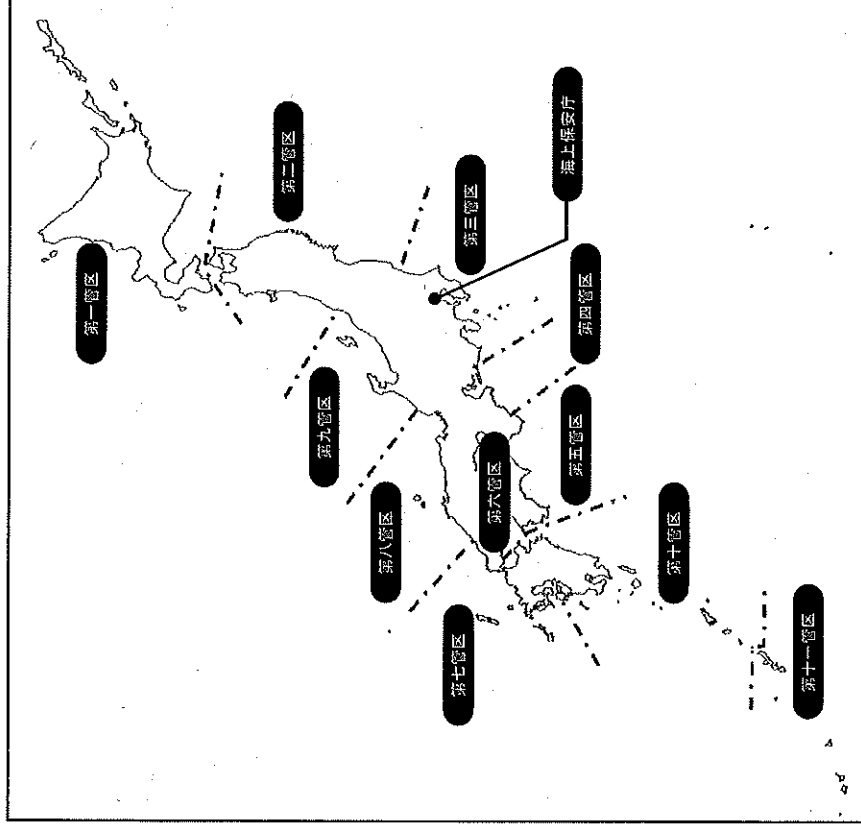 第一管区
第二管区
第三管区
海上保安庁
第四管区
第五管区
第六管区
第七管区
第八管区
第九管区
第十管区
第十一管区